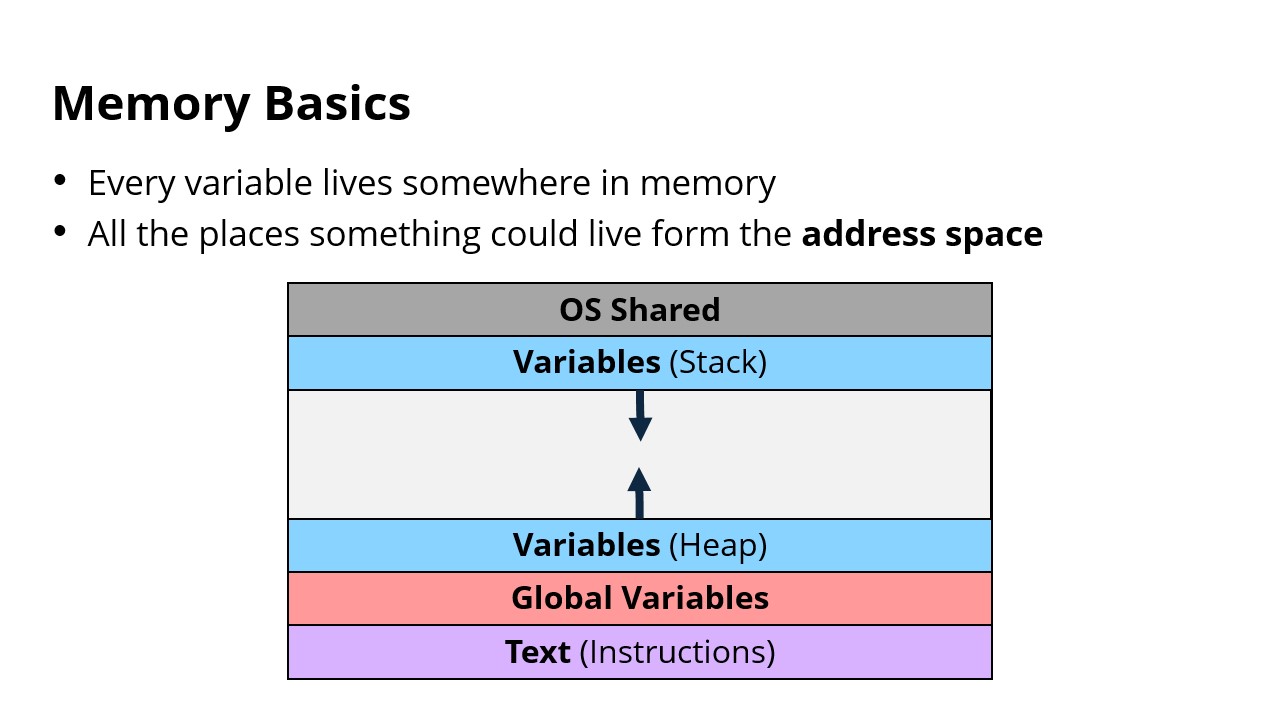 Memory Basics
• Every variable lives somewhere in memory
• All the places something could live form the address space
OS Shared
Variables (Stack)
Variables (Heap)
Global Variables
Text (Instructions)